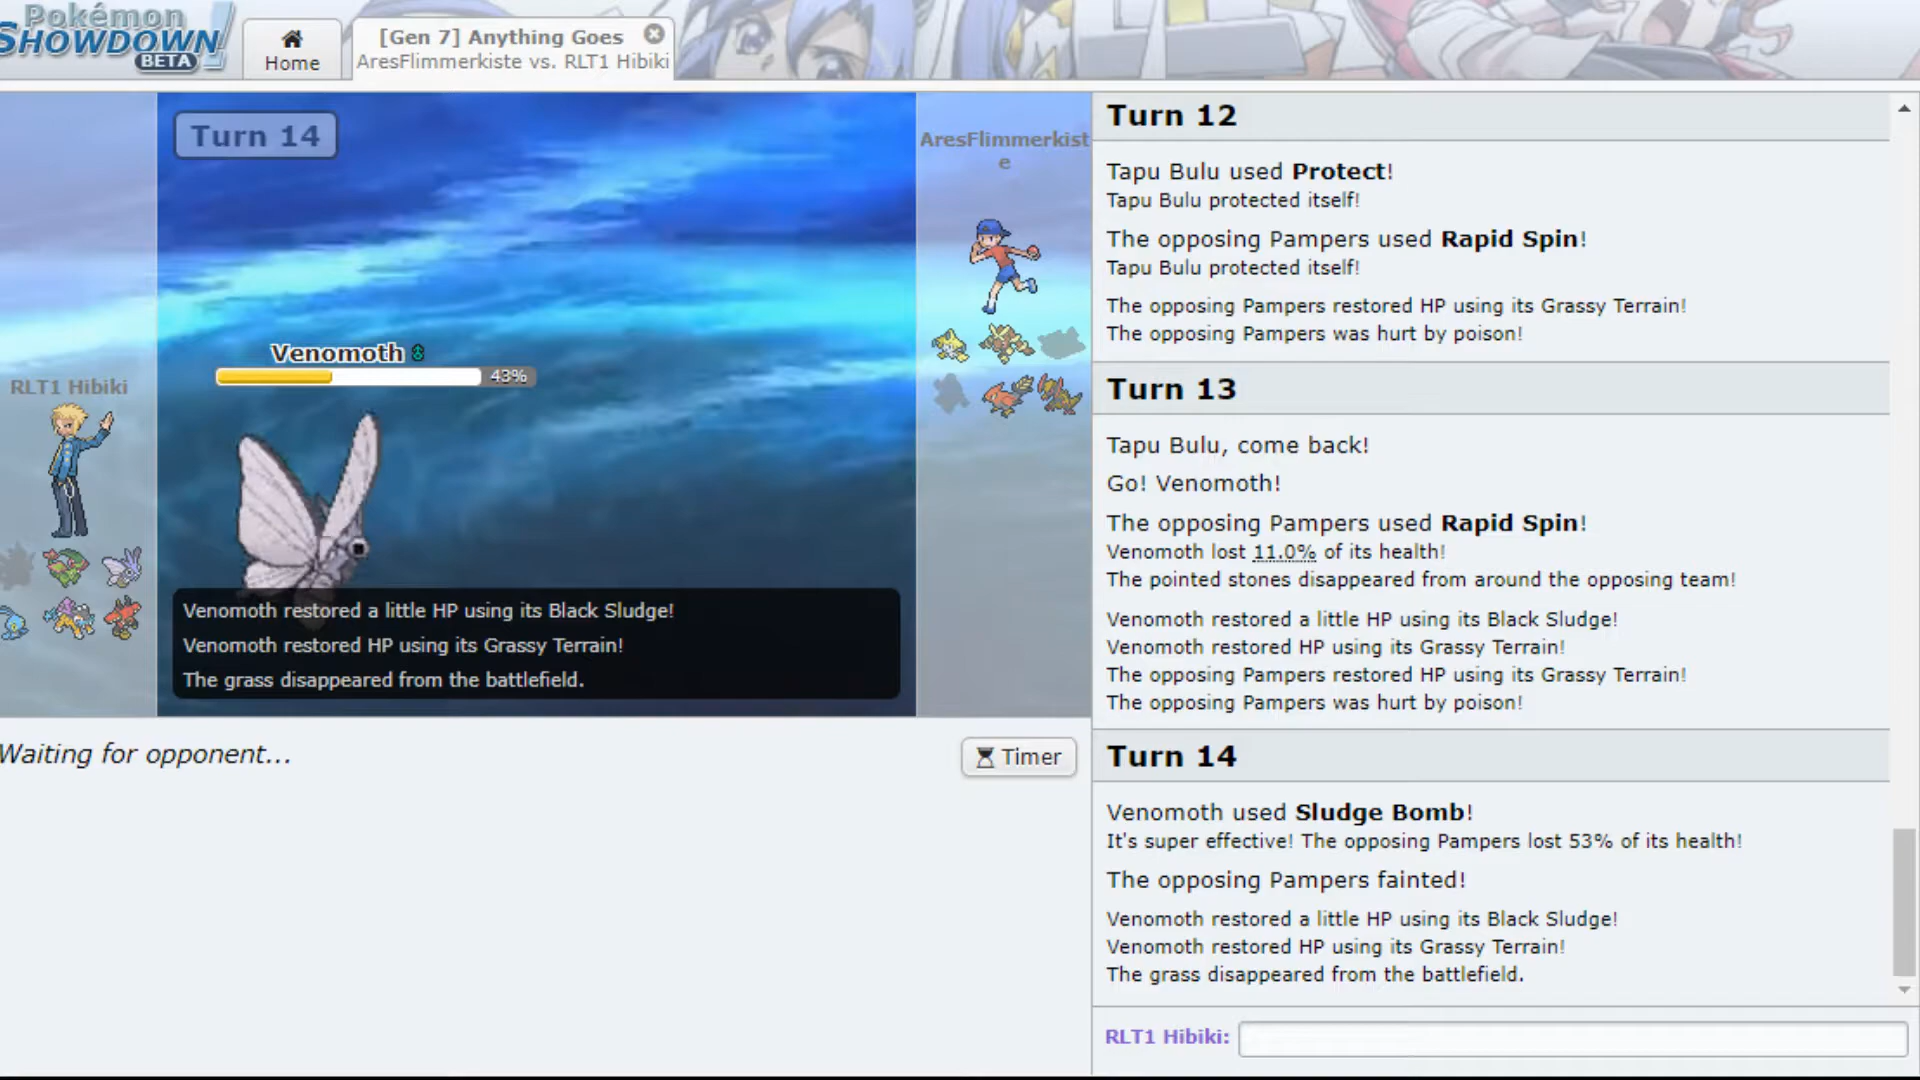 Pokémon
SHOWDOWN!
BETA
Home
[Gen 7] Anything Goes
AresFlimmerkiste vs. RLT1 Hibiki
Turn 14
AresFlimmerkist
e
Venomoth
43%
RLT1 Hibiki
Venomoth restored a little HP using its Black Sludge!
Venomoth restored HP using its Grassy Terrain!
The grass disappeared from the battlefield.
Waiting for opponent...
Timer
Turn 12
Tapu Bulu used Protect!
Tapu Bulu protected itself!
The opposing Pampers used Rapid Spin!
Tapu Bulu protected itself!
The opposing Pampers restored HP using its Grassy Terrain!
The opposing Pampers was hurt by poison!
Turn 13
Tapu Bulu, come back!
Go! Venomoth!
The opposing Pampers used Rapid Spin!
Venomoth lost 11.0% of its health!
The pointed stones disappeared from around the opposing team!
Venomoth restored a little HP using its Black Sludge!
Venomoth restored HP using its Grassy Terrain!
The opposing Pampers restored HP using its Grassy Terrain!
The opposing Pampers was hurt by poison!
Turn 14
Venomoth used Sludge Bomb!
It's super effective! The opposing Pampers lost 53% of its health!
The opposing Pampers fainted!
Venomoth restored a little HP using its Black Sludge!
Venomoth restored HP using its Grassy Terrain!
The grass disappeared from the battlefield.
RLT1 Hibiki: